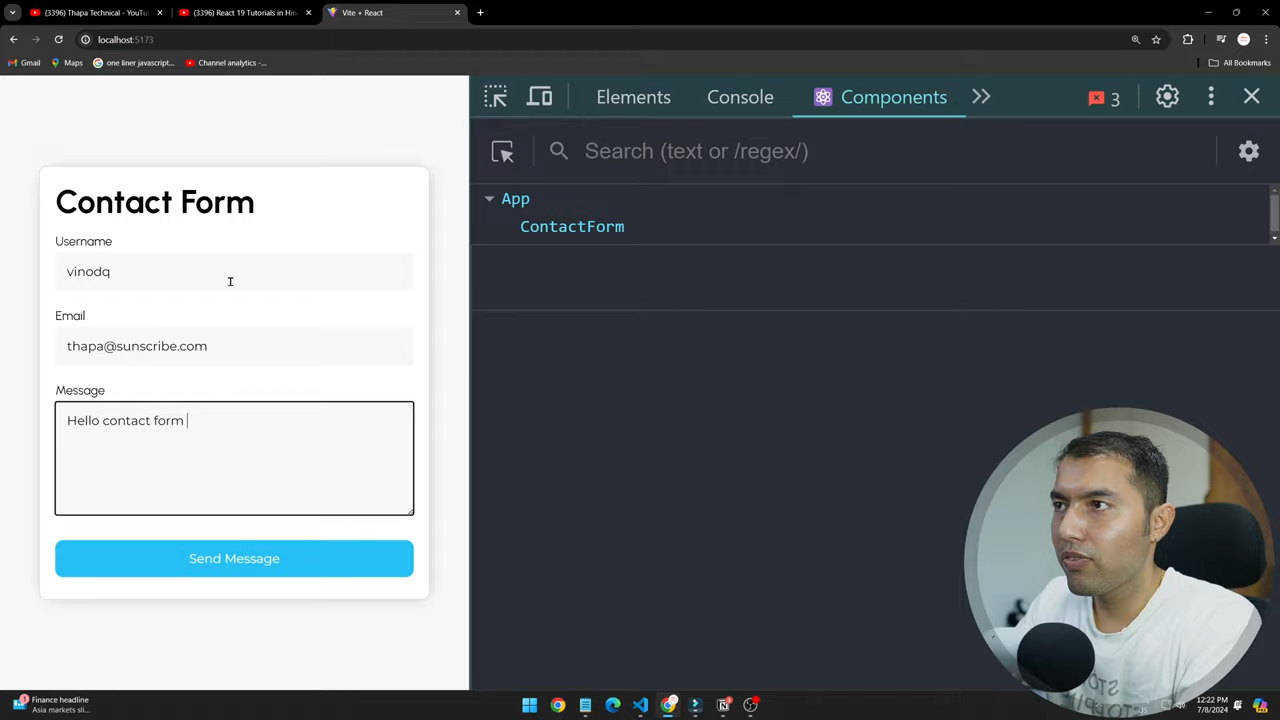 (3396) Thapa Technical - YouTu
(3396) React 19 Tutorials in Hin
Vite + React
localhost:5173
Gmail
Maps
one liner javascript...
Channel analytics -...
All Bookmarks
Elements
Console
Components
3
Search (text or /regex/)
App
ContactForm
Contact Form
Username
vinodq
Email
thapa@sunscribe.com
Message
Hello contact form
Send Message
Finance headline
Asia markets sli...
12:22 PM
7/8/2024